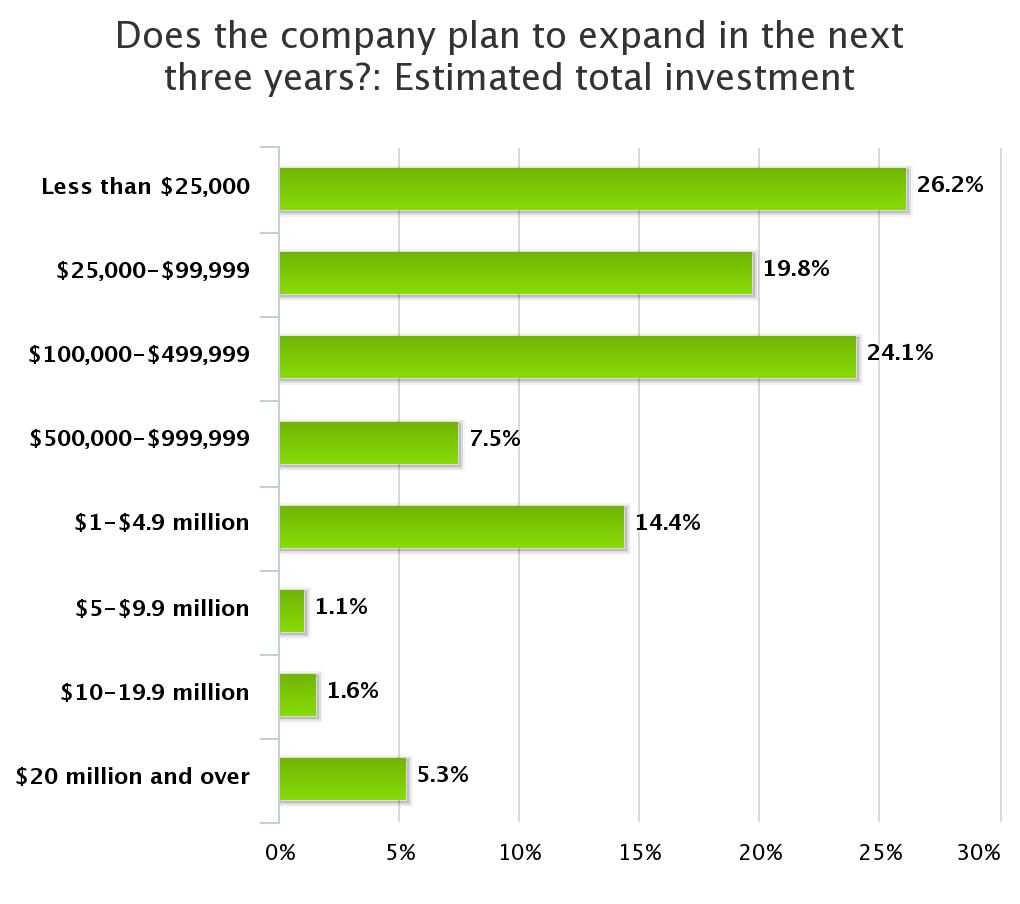 Does the company plan to expand in the next
three years?: Estimated total investment
Less than $25,000
26.2%
$25,000–$99,999
19.8%
$100,000–$499,999
24.1%
$500,000–$999,999
7.5%
$1–$4.9 million
14.4%
$5–$9.9 million
1.1%
$10–19.9 million
1.6%
$20 million and over
5.3%
0% 5% 10% 15% 20% 25% 30%